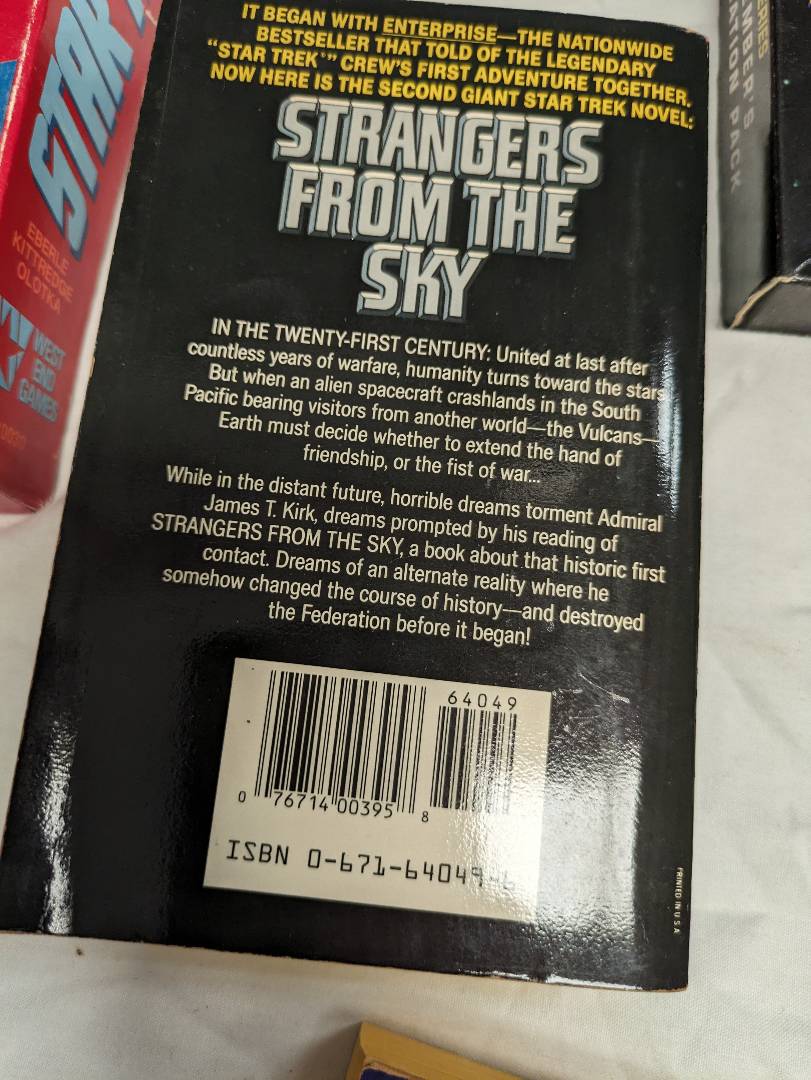 IT BEGAN WITH ENTERPRISE—THE NATIONWIDE
BESTSELLER THAT TOLD OF THE LEGENDARY
“STAR TREK™” CREW'S FIRST ADVENTURE TOGETHER.
NOW HERE IS THE SECOND GIANT STAR TREK NOVEL:
STRANGERS
FROM THE
SKY
IN THE TWENTY-FIRST CENTURY: United at last after
countless years of warfare, humanity turns toward the stars
But when an alien spacecraft crashlands in the South
Pacific bearing visitors from another world—the Vulcans—
Earth must decide whether to extend the hand of
friendship, or the fist of war...
While in the distant future, horrible dreams torment Admiral
James T. Kirk, dreams prompted by his reading of
STRANGERS FROM THE SKY, a book about that historic first
contact. Dreams of an alternate reality where he
somehow changed the course of history—and destroyed
the Federation before it began!
64049
0 76714 00395 8
ISBN 0-671-64049-6
PRINTED IN U.S.A.
STAR
EBERLE
KITTREDGE
OLOTKA
WEST
END
GAMES
PACK